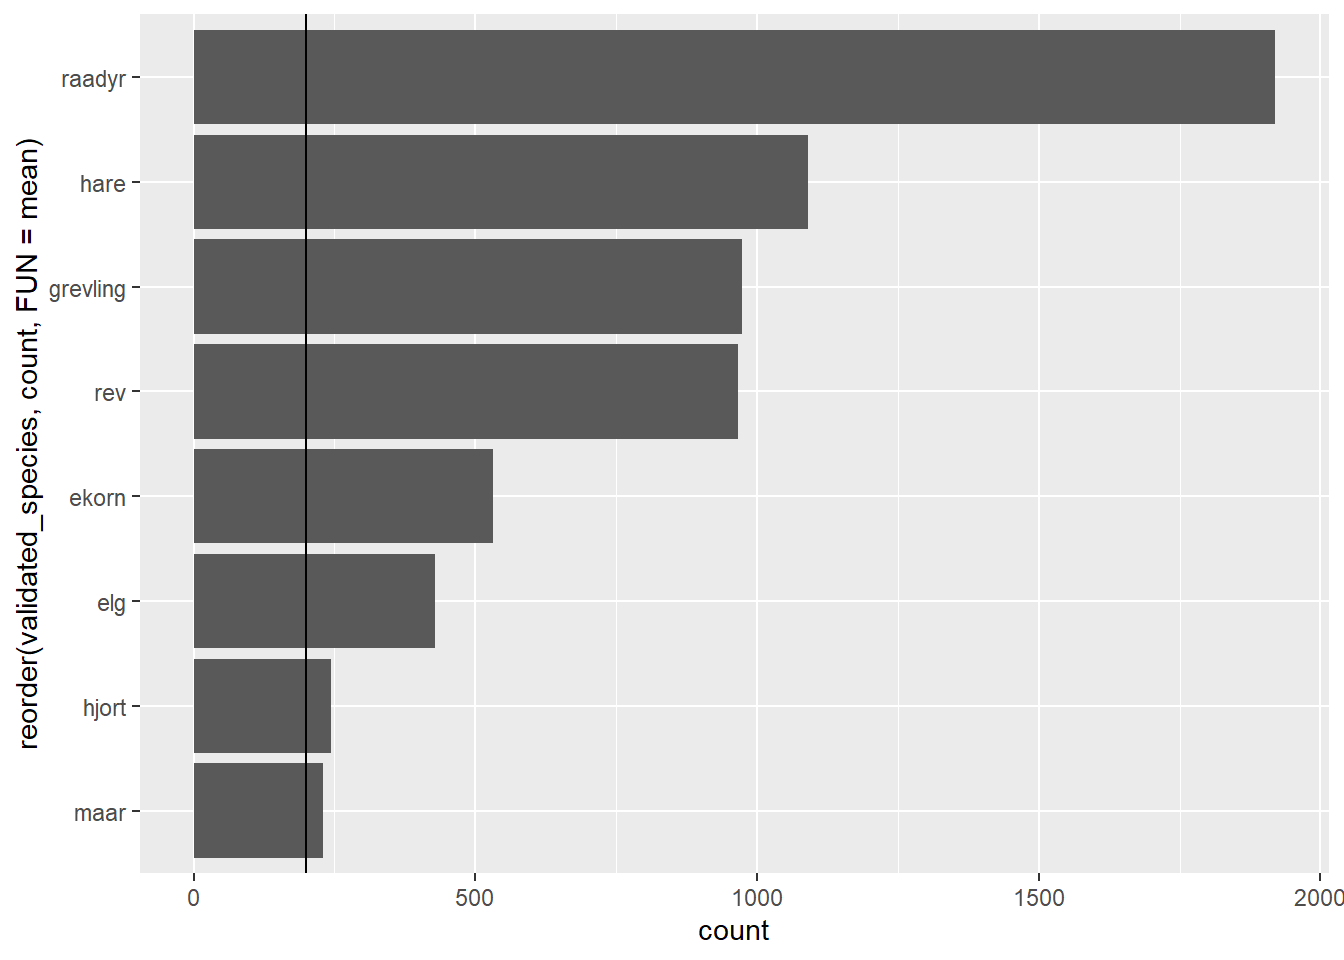 reorder(validated_species, count, FUN = mean)
raadyr
hare
grevling
rev
ekorn
elg
hjort
maar
0 500 1000 1500 2000
count